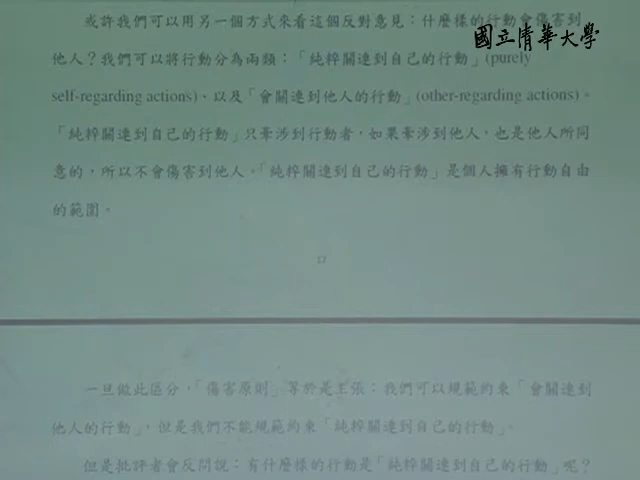 國立清華大學
或許我們可以用另一個方式來看這個反對意見：什麼樣的行動會傷害到
他人？我們可以將行動分為兩類：「純粹關連到自己的行動」(purely
self-regarding actions)、以及「會關連到他人的行動」(other-regarding actions)。
「純粹關連到自己的行動」只牽涉到行動者，如果牽涉到他人，也是他人所同
意的，所以不會傷害到他人，「純粹關連到自己的行動」是個人擁有行動自由
的範圍。
一旦做此區分，「傷害原則」等於是主張：我們可以規範約束「會關連到
他人的行動」，但是我們不能規範約束「純粹關連到自己的行動」。
但是批評者會反問說：有什麼樣的行動是「純粹關連到自己的行動」呢？